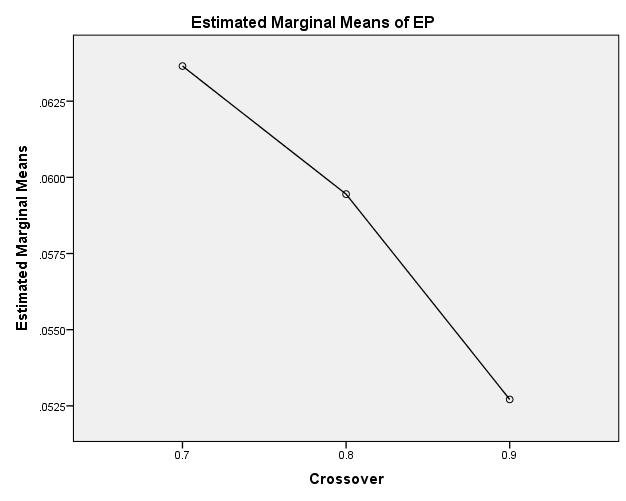 Estimated Marginal Means of EP
Estimated Marginal Means
.0625
.0600
.0575
.0550
.0525
0.7
0.8
0.9
Crossover